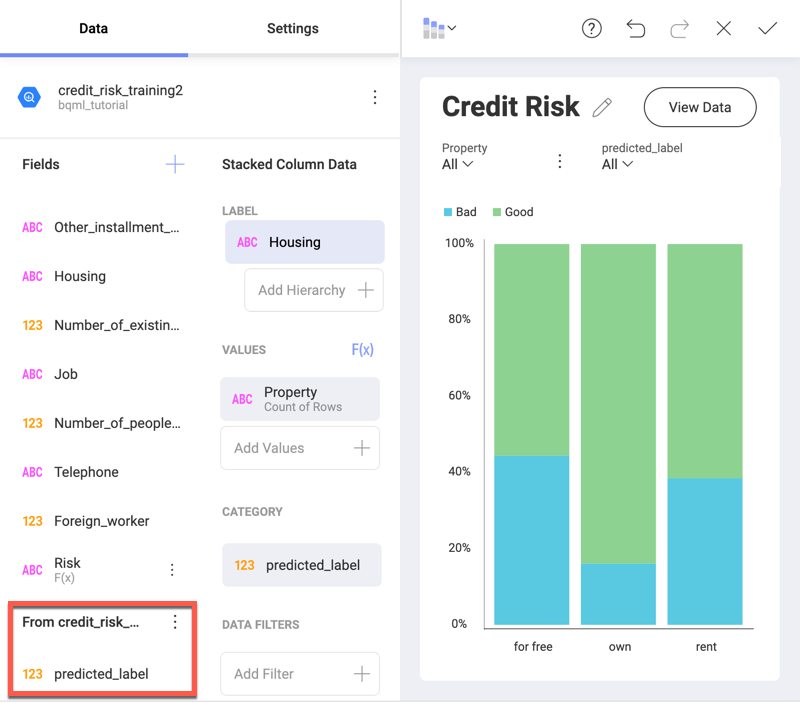 Data
Settings
credit_risk_training2
bqml_tutorial
Fields
ABC Other_installment_...
ABC Housing
123 Number_of_existin...
ABC Job
123 Number_of_people...
ABC Telephone
123 Foreign_worker
ABC Risk
F(x)
From credit_risk_...
123 predicted_label
Stacked Column Data
LABEL
ABC Housing
Add Hierarchy
VALUES F(x)
ABC Property
Count of Rows
Add Values
CATEGORY
123 predicted_label
DATA FILTERS
Add Filter
Credit Risk
View Data
Property
All
predicted_label
All
Bad Good
100%
80%
60%
40%
20%
0%
for free own rent